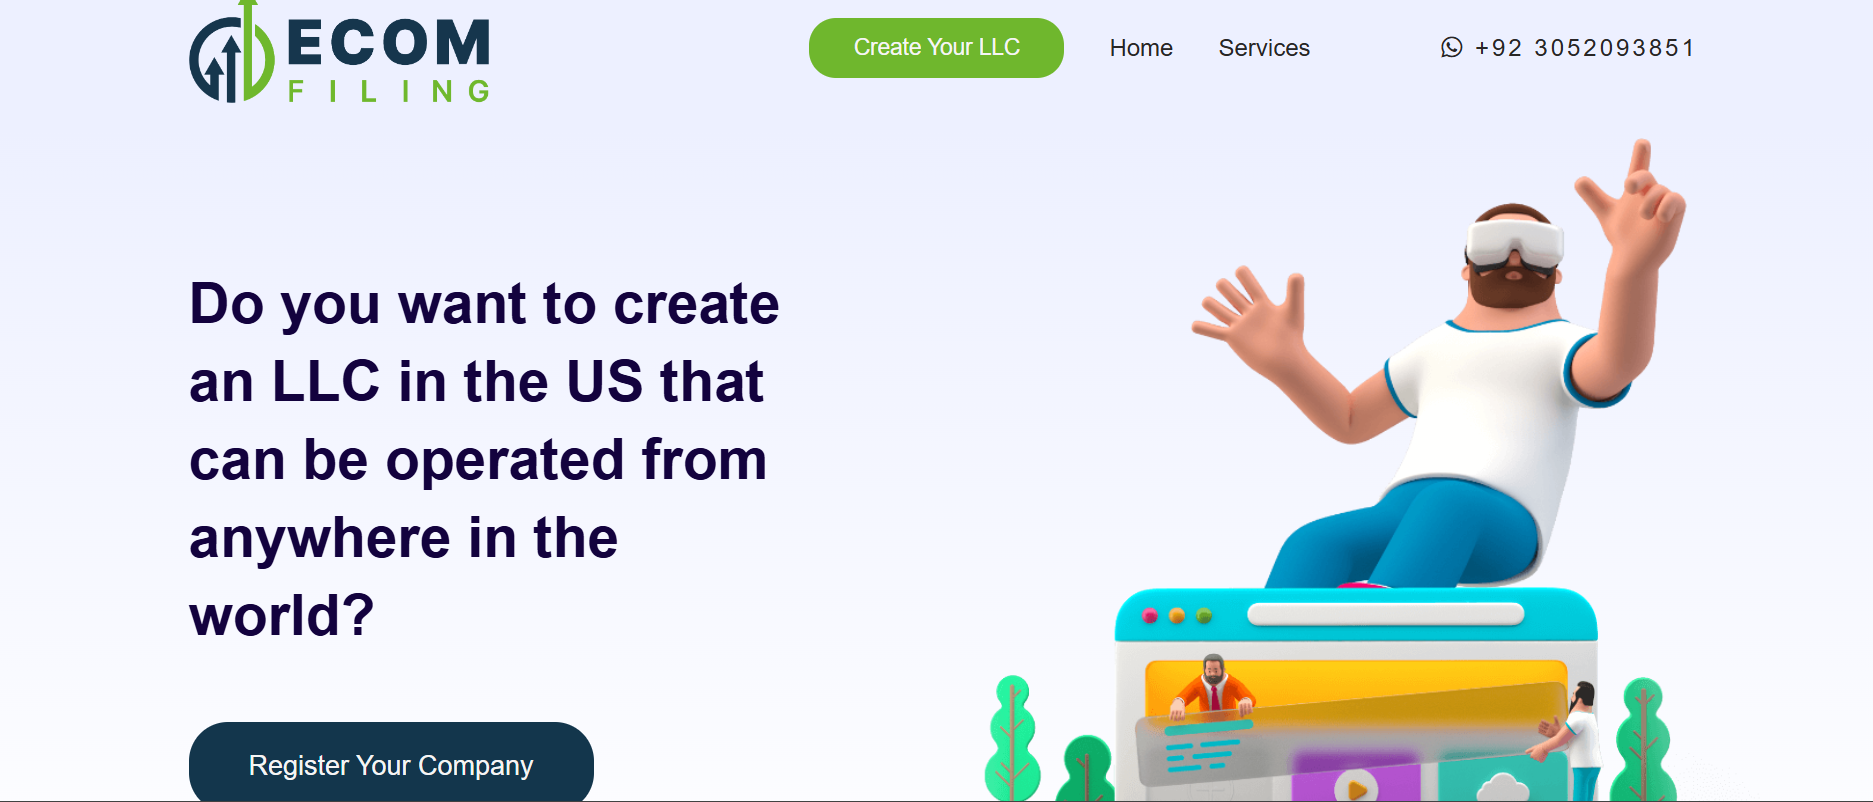 ECOM
FILING
Create Your LLC
Home
Services
+92 3052093851
Do you want to create
an LLC in the US that
can be operated from
anywhere in the
world?
Register Your Company